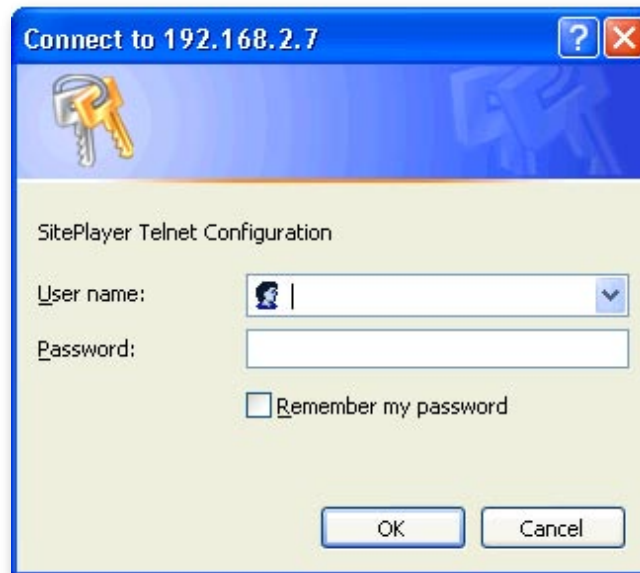 Connect to 192.168.2.7
SitePlayer Telnet Configuration
User name:
Password:
Remember my password
OK
Cancel